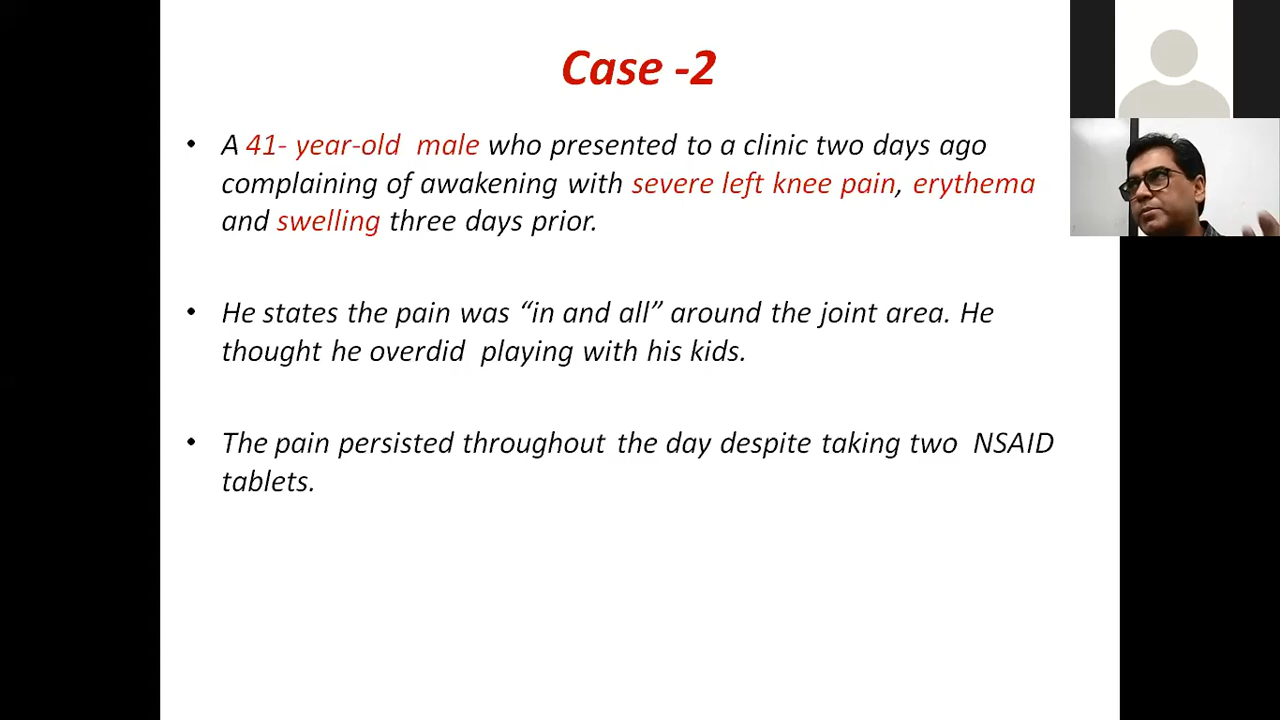 Case -2
• A 41- year-old male who presented to a clinic two days ago
complaining of awakening with severe left knee pain, erythema
and swelling three days prior.
• He states the pain was “in and all” around the joint area. He
thought he overdid playing with his kids.
• The pain persisted throughout the day despite taking two NSAID
tablets.